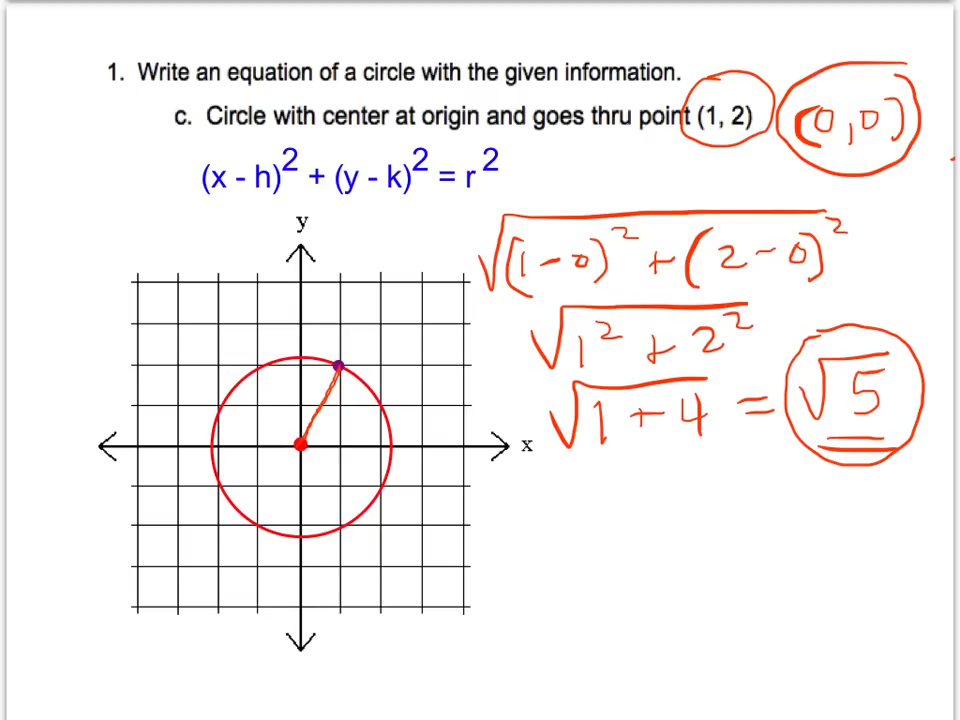 1. Write an equation of a circle with the given information.
c. Circle with center at origin and goes thru point (1, 2) (0,0)
(x - h)² + (y - k)² = r²
y
√(1-0)² + (2-0)²
√1² + 2²
√1+4 = √5
x